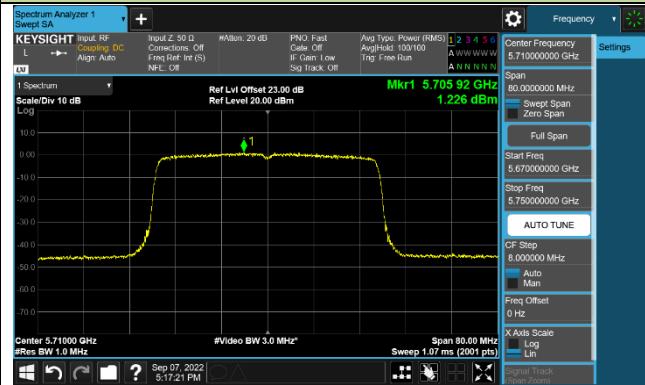 Spectrum Analyzer 1
Swept SA
Frequency
KEYSIGHT
Input: RF
Coupling: DC
Align: Auto
Input Z: 50 Ω
Corrections: Off
Freq Ref: Int (S)
NFE: Off
#Atten: 20 dB
PNO: Fast
Gate: Off
IF Gain: Low
Sig Track: Off
Avg Type: Power (RMS)
Avg|Hold: 100/100
Trig: Free Run
1 2 3 4 5 6
A W W W W W
A N N N N N
L
LXI
1 Spectrum
Scale/Div 10 dB
Log
Ref Lvl Offset 23.00 dB
Ref Level 20.00 dBm
Mkr1 5.705 92 GHz
1.226 dBm
1
10.0
0.00
-10.0
-20.0
-30.0
-40.0
-50.0
-60.0
-70.0
Center 5.71000 GHz
#Res BW 1.0 MHz
#Video BW 3.0 MHz*
Span 80.00 MHz
Sweep 1.07 ms (2001 pts)
Sep 07, 2022
5:17:21 PM
Center Frequency
5.710000000 GHz
Settings
Span
80.0000000 MHz
Swept Span
Zero Span
Full Span
Start Freq
5.670000000 GHz
Stop Freq
5.750000000 GHz
AUTO TUNE
CF Step
8.000000 MHz
Auto
Man
Freq Offset
0 Hz
X Axis Scale
Log
Lin
Signal Track
(Span Zoom)